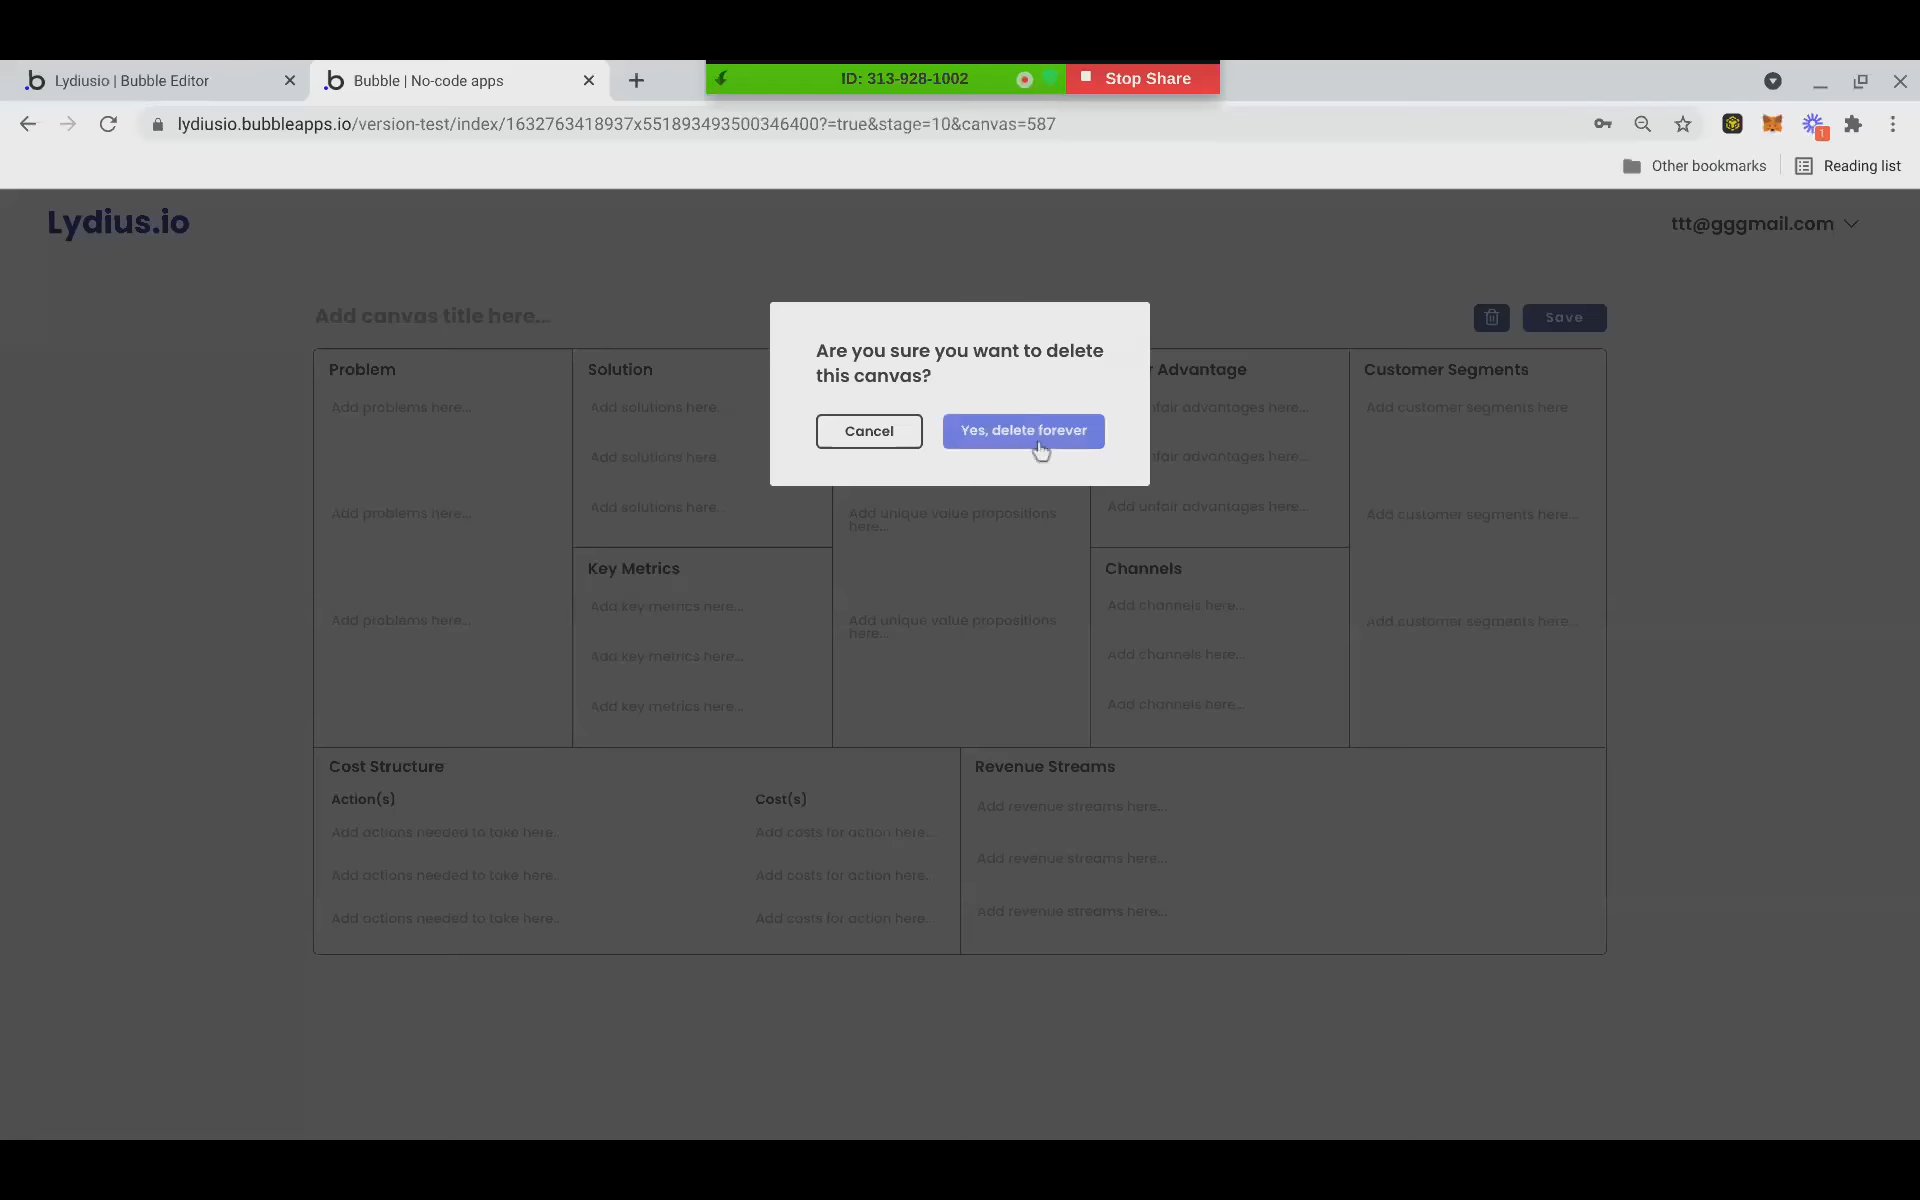 Lydiusio | Bubble Editor
Bubble | No-code apps
ID: 313-928-1002
Stop Share
lydiusio.bubbleapps.io/version-test/index/1632763418937x551893493500346400?=true&stage=10&canvas=587
1
Other bookmarks
Reading list
Lydius.io
ttt@gggmail.com
Add canvas title here...
Save
Are you sure you want to delete
this canvas?
Cancel
Yes, delete forever
Problem
Add problems here...
Add problems here...
Add problems here...
Solution
Add solutions here..
Add solutions here..
Add solutions here...
Key Metrics
Add key metrics here...
Add key metrics here...
Add key metrics here...
Add unique value propositions
here...
Add unique value propositions
here...
Advantage
fair advantages here...
fair advantages here...
Add unfair advantages here...
Channels
Add channels here...
Add channels here...
Add channels here...
Customer Segments
Add customer segments here
Add customer segments here...
Add customer segments here...
Cost Structure
Action(s)
Cost(s)
Add actions needed to take here..
Add costs for action here...
Add actions needed to take here..
Add costs for action here..
Add actions needed to take here..
Add costs for action here...
Revenue Streams
Add revenue streams here...
Add revenue streams here...
Add revenue streams here...